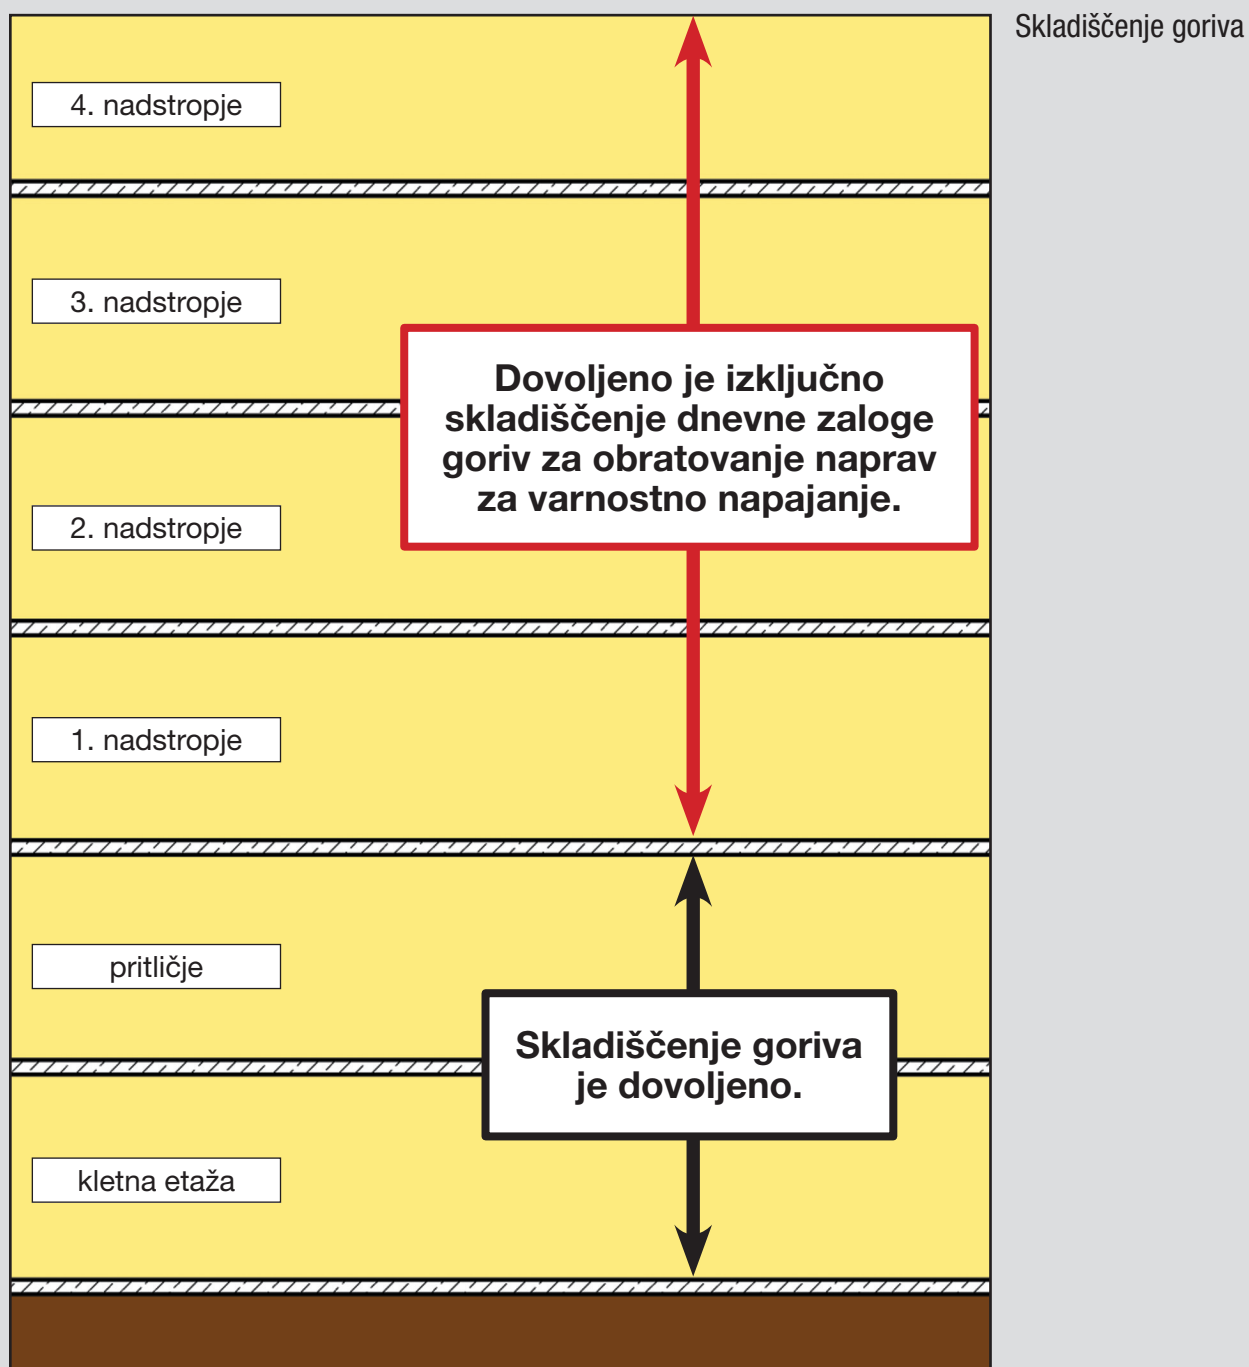 Skladiščenje goriva
4. nadstropje
3. nadstropje
Dovoljeno je izključno
skladiščenje dnevne zaloge
goriv za obratovanje naprav
za varnostno napajanje.
2. nadstropje
1. nadstropje
pritličje
Skladiščenje goriva
je dovoljeno.
kletna etaža